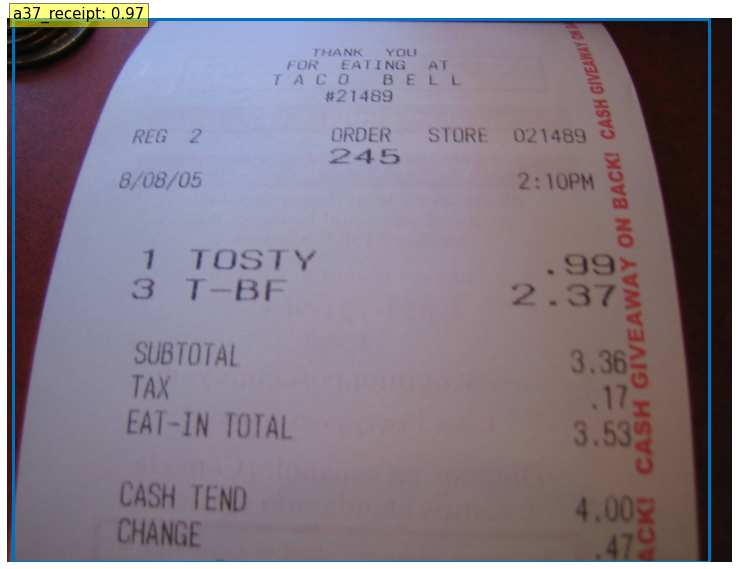 a37_receipt: 0.97
THANK YOU
FOR EATING AT
TACO BELL
#21489
REG 2 ORDER STORE 021489
245
8/08/05 2:10PM
1 TOSTY .99
3 T-BF 2.37
SUBTOTAL 3.36
TAX .17
EAT-IN TOTAL 3.53
CASH TEND 4.00
CHANGE .47
ACK! CASH GIVEAWAY ON BACK! CASH GIVEAWAY ON BACK